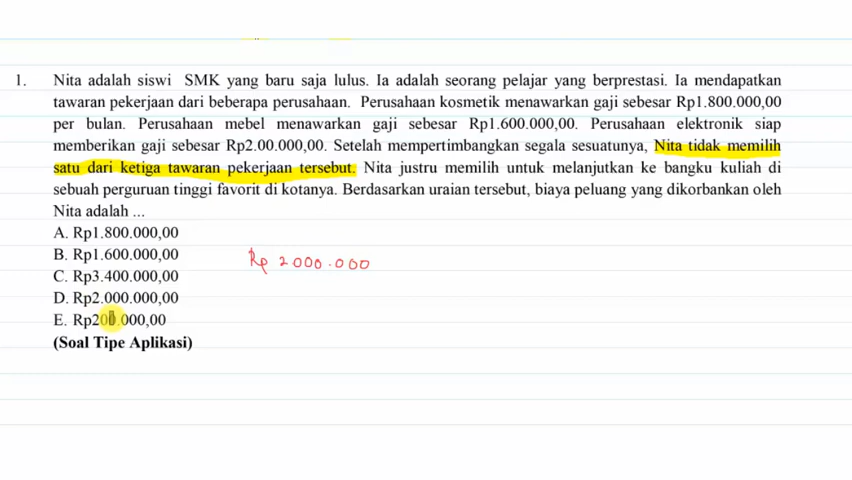 1. Nita adalah siswi SMK yang baru saja lulus. Ia adalah seorang pelajar yang berprestasi. Ia mendapatkan
tawaran pekerjaan dari beberapa perusahaan. Perusahaan kosmetik menawarkan gaji sebesar Rp1.800.000,00
per bulan. Perusahaan mebel menawarkan gaji sebesar Rp1.600.000,00. Perusahaan elektronik siap
memberikan gaji sebesar Rp2.00.000,00. Setelah mempertimbangkan segala sesuatunya, Nita tidak memilih
satu dari ketiga tawaran pekerjaan tersebut. Nita justru memilih untuk melanjutkan ke bangku kuliah di
sebuah perguruan tinggi favorit di kotanya. Berdasarkan uraian tersebut, biaya peluang yang dikorbankan oleh
Nita adalah ...
A. Rp1.800.000,00
B. Rp1.600.000,00
Rp 2000.000
C. Rp3.400.000,00
D. Rp2.000.000,00
E. Rp200.000,00
(Soal Tipe Aplikasi)